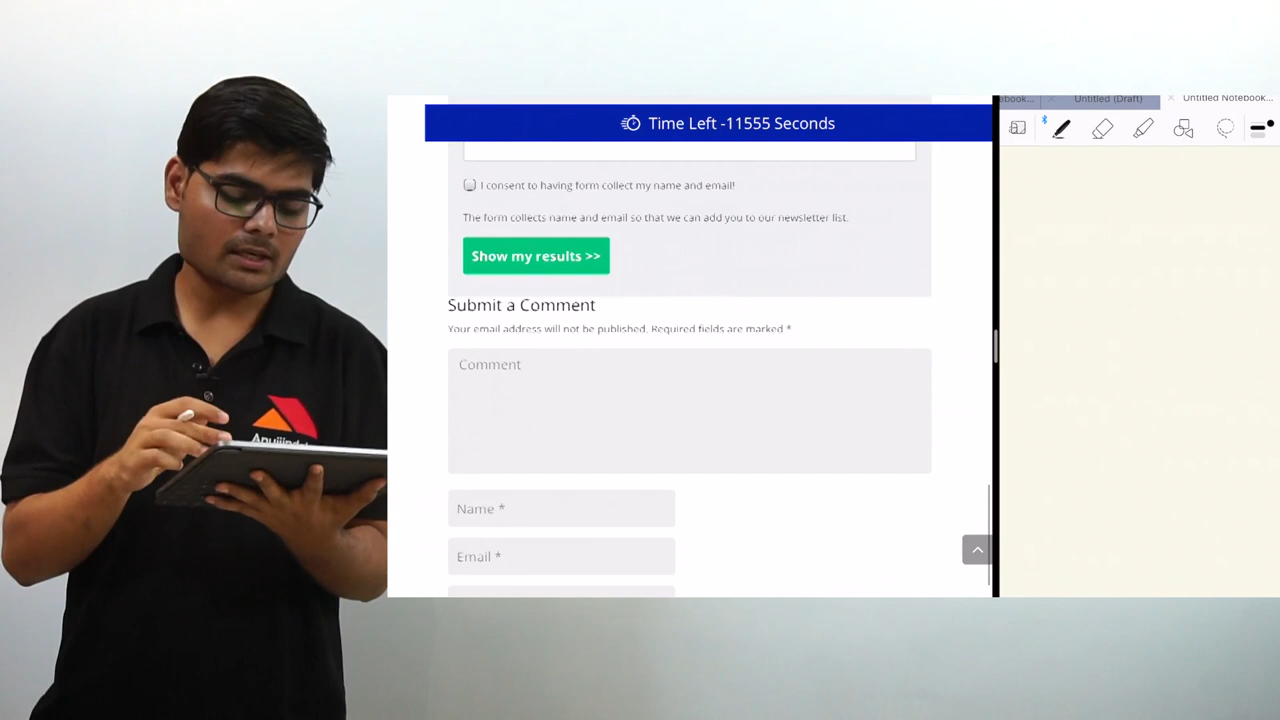 abook...
Untitled (Draft)
Untitled Notebook...
Time Left -11555 Seconds
I consent to having form collect my name and email!
The form collects name and email so that we can add you to our newsletter list.
Show my results >>
Submit a Comment
Your email address will not be published. Required fields are marked *
Comment
Name *
Email *